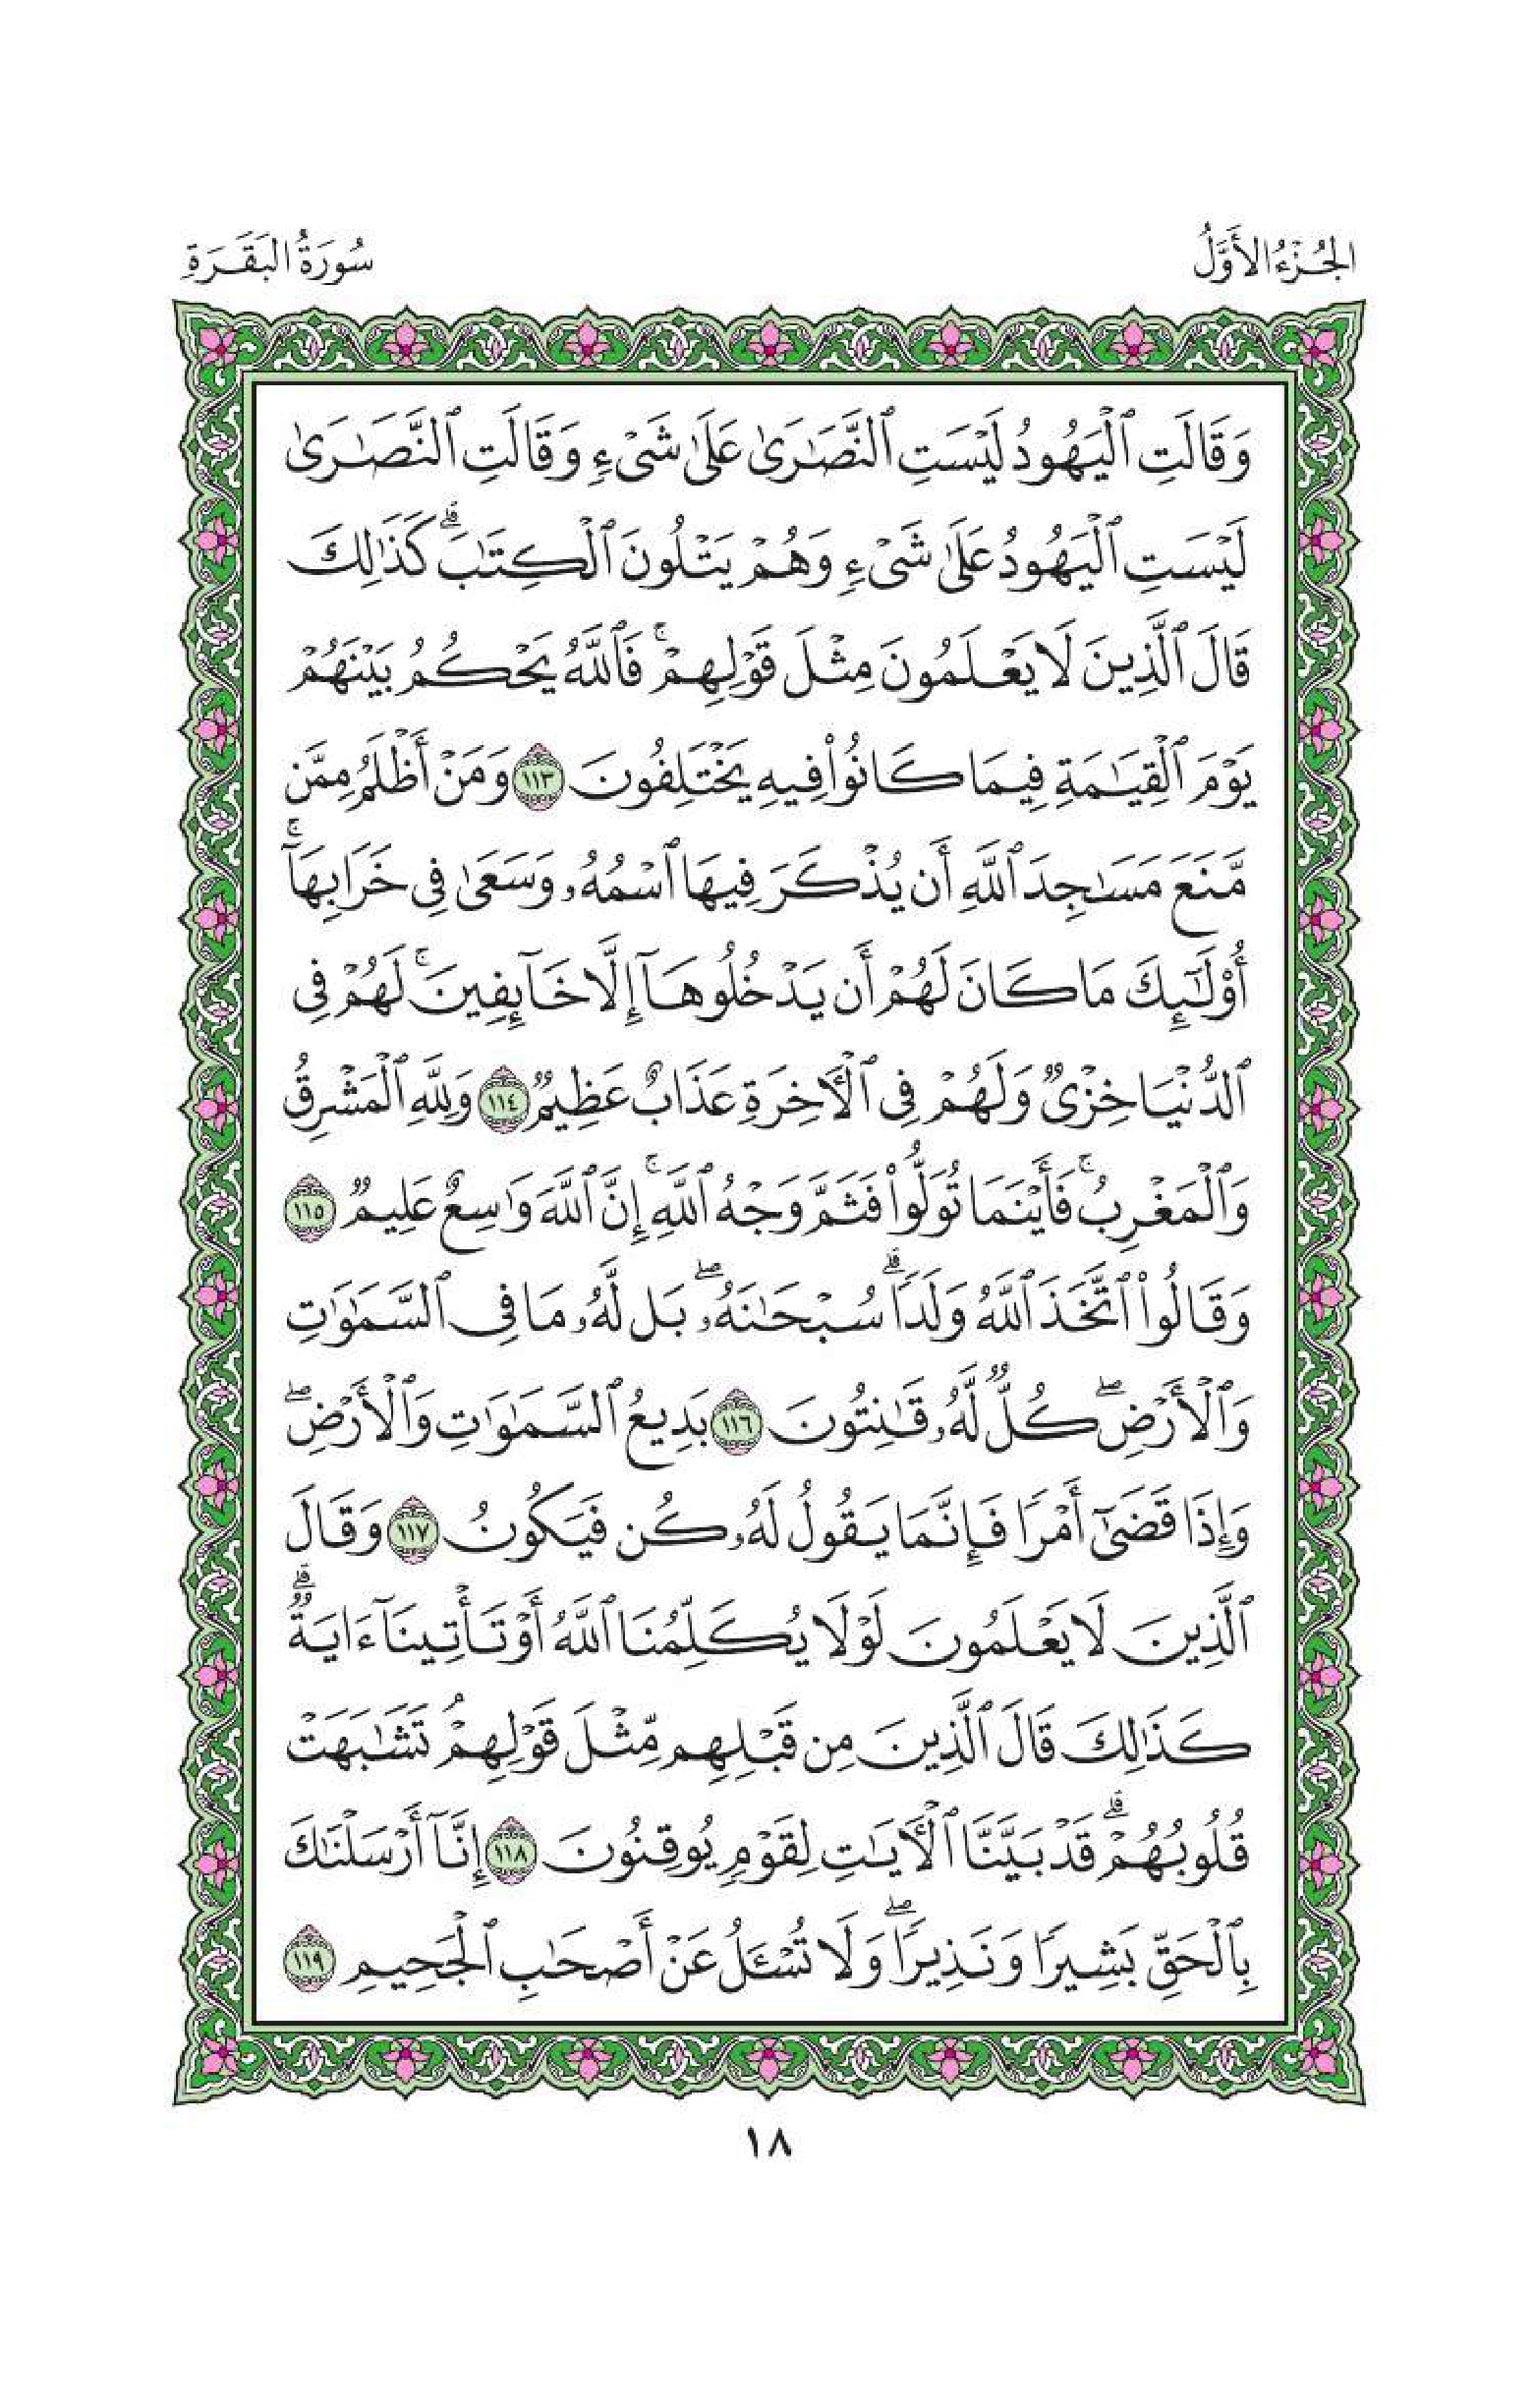 الجُزْءُ الأَوَّلُ
سُورَةُ البَقَرَةِ
وَقَالَتِ ٱلۡيَهُودُ لَيۡسَتِ ٱلنَّصَٰرَىٰ عَلَىٰ شَيۡءٖ وَقَالَتِ ٱلنَّصَٰرَىٰ
لَيۡسَتِ ٱلۡيَهُودُ عَلَىٰ شَيۡءٖ وَهُمۡ يَتۡلُونَ ٱلۡكِتَٰبَۗ كَذَٰلِكَ
قَالَ ٱلَّذِينَ لَا يَعۡلَمُونَ مِثۡلَ قَوۡلِهِمۡۚ فَٱللَّهُ يَحۡكُمُ بَيۡنَهُمۡ
يَوۡمَ ٱلۡقِيَٰمَةِ فِيمَا كَانُواْ فِيهِ يَخۡتَلِفُونَ ١١٣ وَمَنۡ أَظۡلَمُ مِمَّن
مَّنَعَ مَسَٰجِدَ ٱللَّهِ أَن يُذۡكَرَ فِيهَا ٱسۡمُهُۥ وَسَعَىٰ فِي خَرَابِهَآۚ
أُوْلَٰٓئِكَ مَا كَانَ لَهُمۡ أَن يَدۡخُلُوهَآ إِلَّا خَآئِفِينَۚ لَهُمۡ فِي
ٱلدُّنۡيَا خِزۡيٞ وَلَهُمۡ فِي ٱلۡأٓخِرَةِ عَذَابٌ عَظِيمٞ ١١٤ وَلِلَّهِ ٱلۡمَشۡرِقُ
وَٱلۡمَغۡرِبُۚ فَأَيۡنَمَا تُوَلُّواْ فَثَمَّ وَجۡهُ ٱللَّهِۚ إِنَّ ٱللَّهَ وَٰسِعٌ عَلِيمٞ ١١٥
وَقَالُواْ ٱتَّخَذَ ٱللَّهُ وَلَدٗاۗ سُبۡحَٰنَهُۥۖ بَل لَّهُۥ مَا فِي ٱلسَّمَٰوَٰتِ
وَٱلۡأَرۡضِۖ كُلّٞ لَّهُۥ قَٰنِتُونَ ١١٦ بَدِيعُ ٱلسَّمَٰوَٰتِ وَٱلۡأَرۡضِۖ
وَإِذَا قَضَىٰٓ أَمۡرٗا فَإِنَّمَا يَقُولُ لَهُۥ كُن فَيَكُونُ ١١٧ وَقَالَ
ٱلَّذِينَ لَا يَعۡلَمُونَ لَوۡلَا يُكَلِّمُنَا ٱللَّهُ أَوۡ تَأۡتِينَآ ءَايَةٞۗ
كَذَٰلِكَ قَالَ ٱلَّذِينَ مِن قَبۡلِهِم مِّثۡلَ قَوۡلِهِمۡۘ تَشَٰبَهَتۡ
قُلُوبُهُمۡۗ قَدۡ بَيَّنَّا ٱلۡأٓيَٰتِ لِقَوۡمٖ يُوقِنُونَ ١١٨ إِنَّآ أَرۡسَلۡنَٰكَ
بِٱلۡحَقِّ بَشِيرٗا وَنَذِيرٗاۖ وَلَا تُسۡـَٔلُ عَنۡ أَصۡحَٰبِ ٱلۡجَحِيمِ ١١٩
١٨